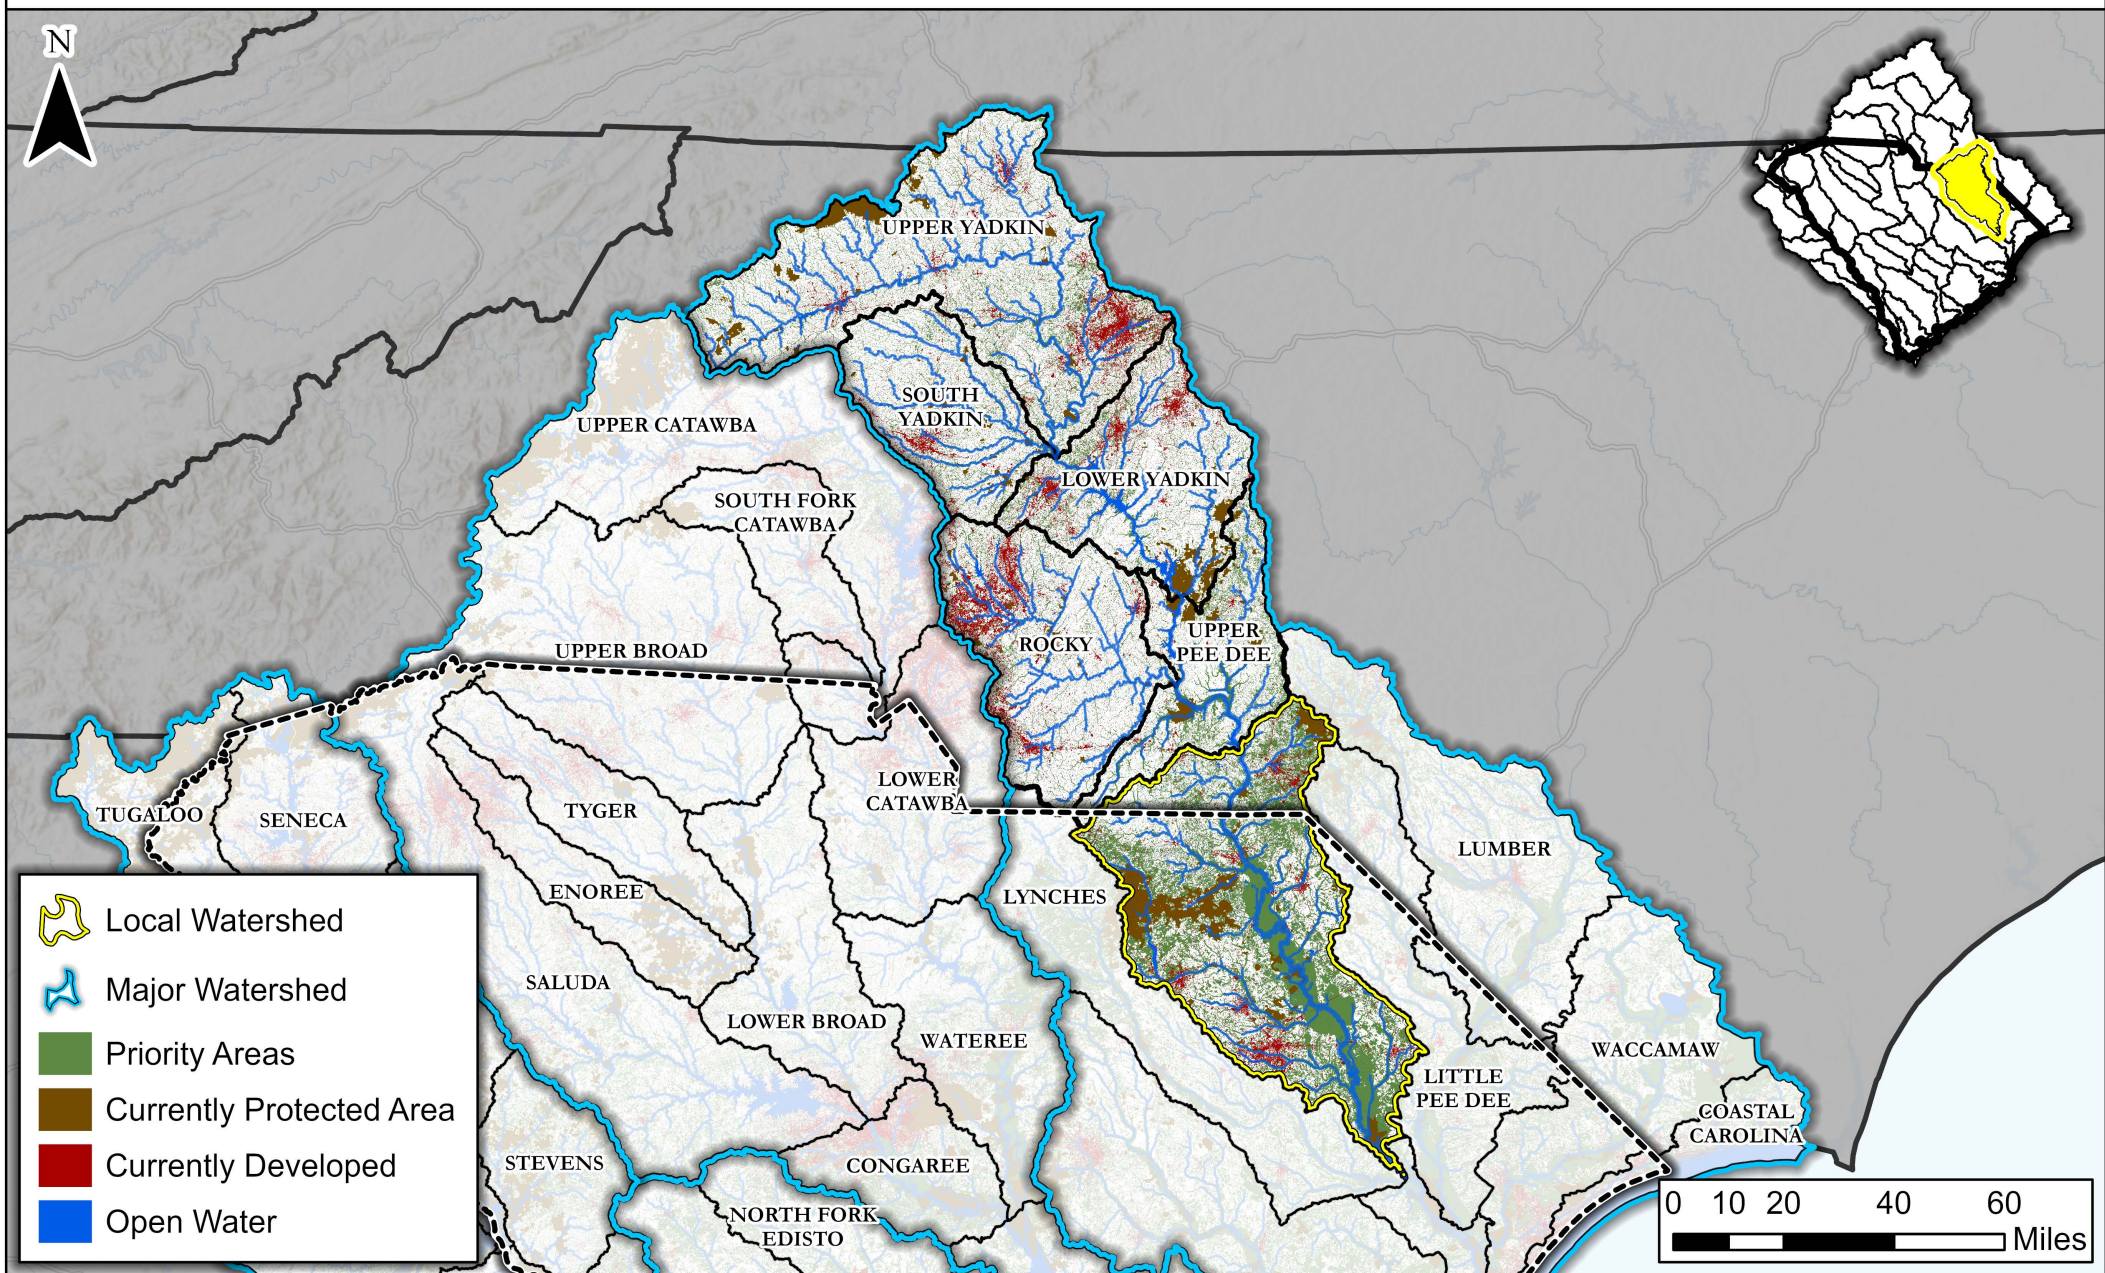 N
UPPER YADKIN
SOUTH
YADKIN
UPPER CATAWBA
LOWER YADKIN
SOUTH FORK
CATAWBA
UPPER
PEE DEE
ROCKY
UPPER BROAD
LOWER
CATAWBA
TUGALOO
SENECA
TYGER
LUMBER
ENOREE
LYNCHES
SALUDA
LOWER BROAD
WATEREE
WACCAMAW
LITTLE
PEE DEE
COASTAL
CAROLINA
STEVENS
CONGAREE
NORTH FORK
EDISTO
Local Watershed
Major Watershed
Priority Areas
Currently Protected Area
Currently Developed
Open Water
0 10 20 40 60
Miles